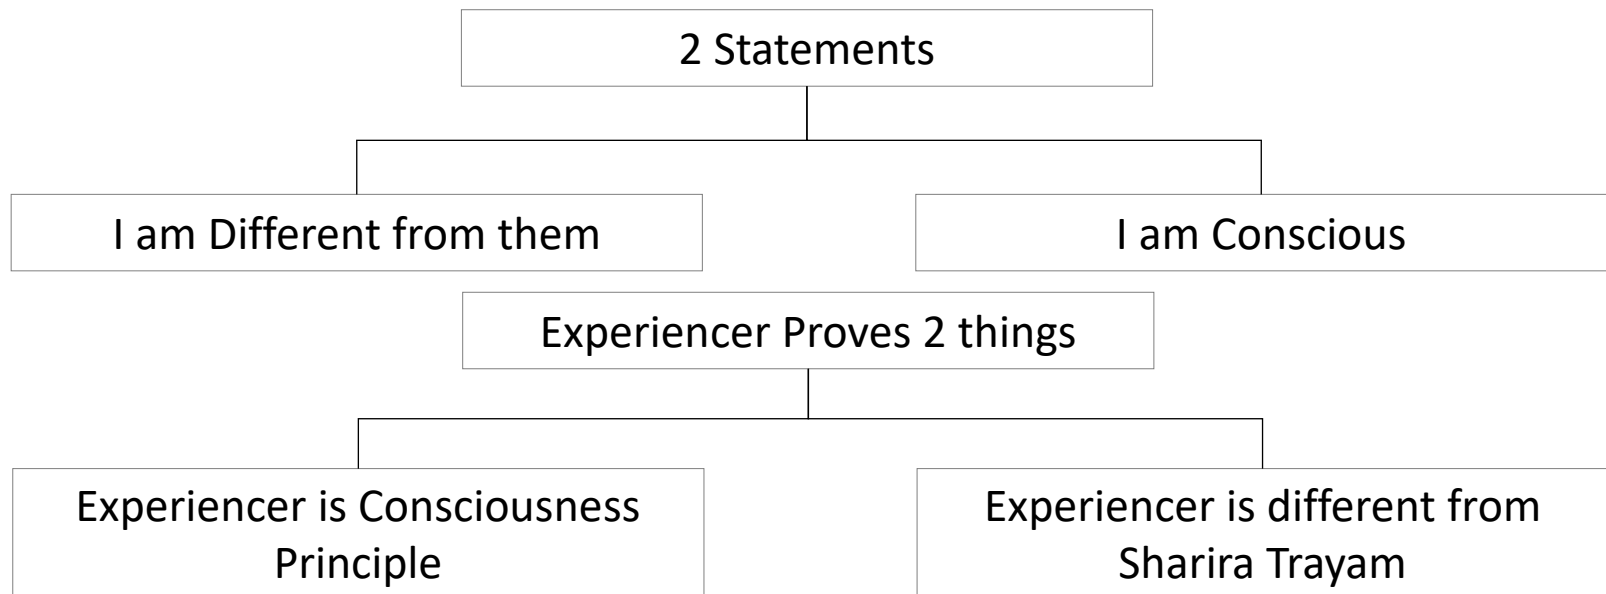 2 Statements
I am Different from them
I am Conscious
Experiencer Proves 2 things
Experiencer is Consciousness
Principle
Experiencer is different from
Sharira Trayam